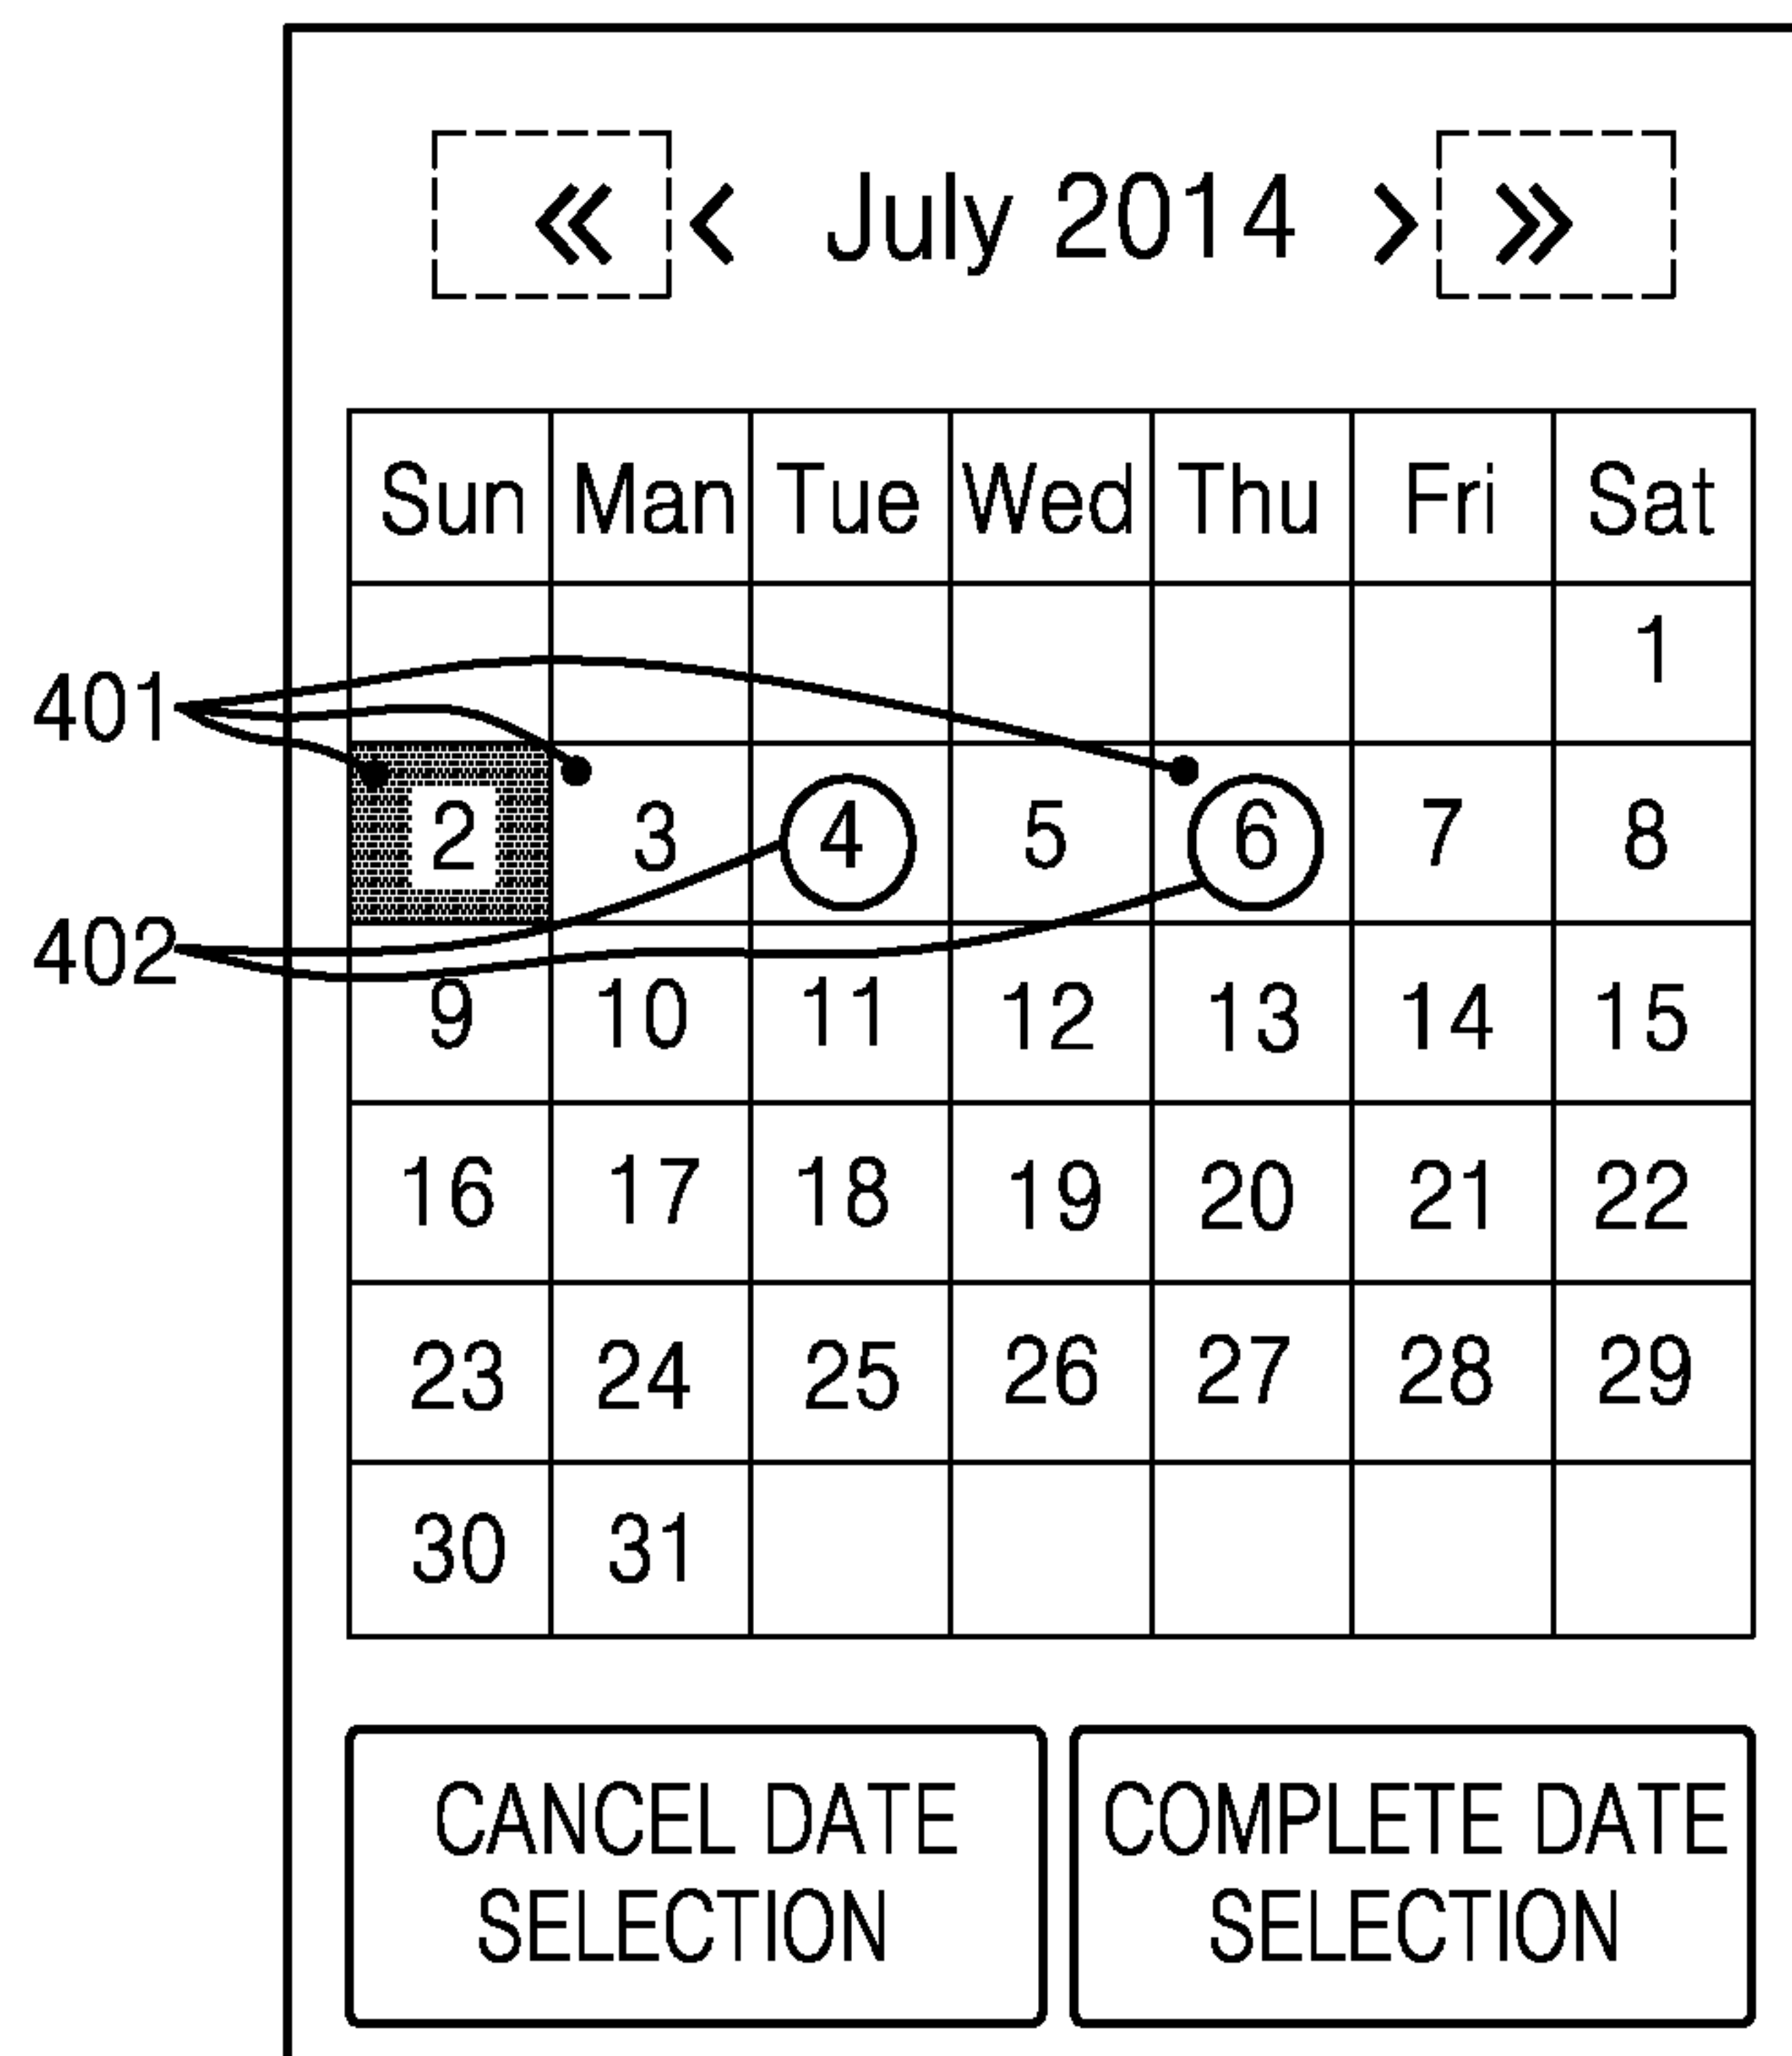 « < July 2014 > »
Sun Man Tue Wed Thu Fri Sat
1
401
2 3 4 5 6 7 8
402
9 10 11 12 13 14 15
16 17 18 19 20 21 22
23 24 25 26 27 28 29
30 31
CANCEL DATE
SELECTION
COMPLETE DATE
SELECTION